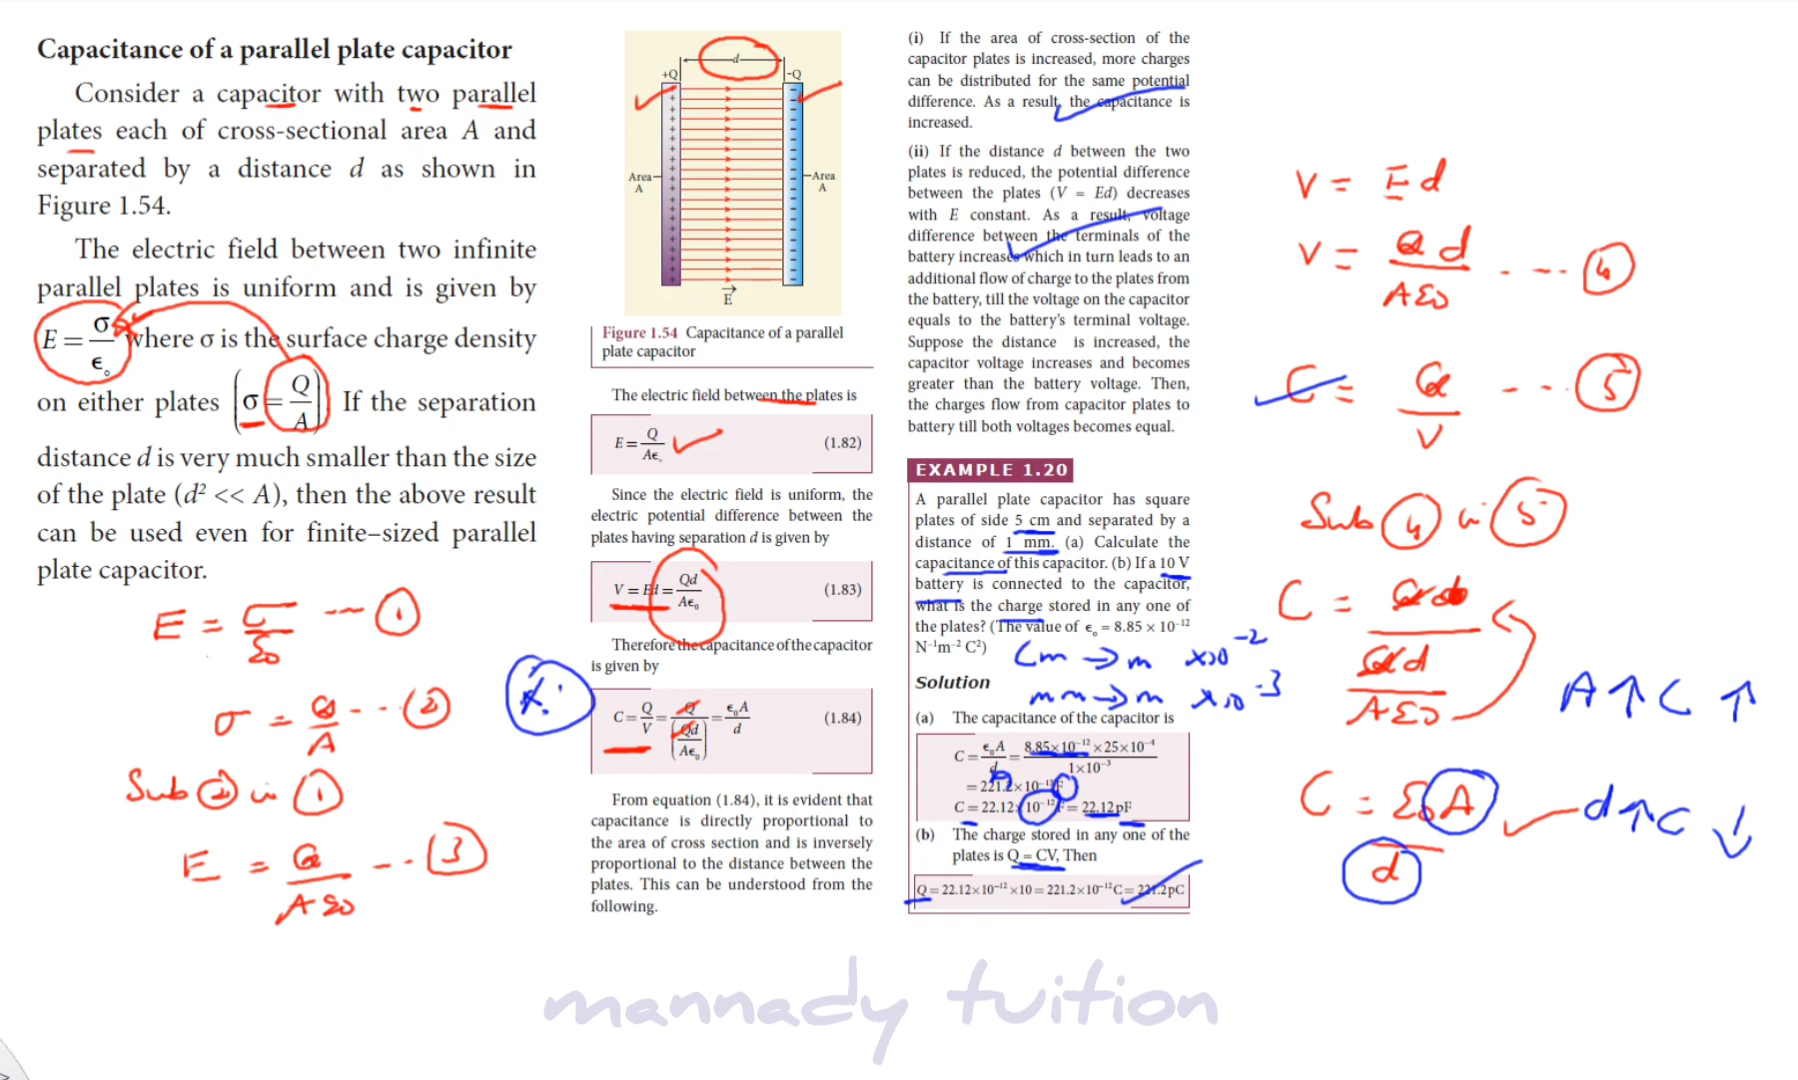 Capacitance of a parallel plate capacitor
Consider a capacitor with two parallel
plates each of cross-sectional area A and
separated by a distance d as shown in
Figure 1.54.
The electric field between two infinite
parallel plates is uniform and is given by
E = σ/ϵ₀ where σ is the surface charge density
on either plates (σ = Q/A). If the separation
distance d is very much smaller than the size
of the plate (d² << A), then the above result
can be used even for finite–sized parallel
plate capacitor.
E = σ/ε0 --- 1
σ = Q/A -- 2
Sub 2 in 1
E = Q/Aε0 --- 3
d
+Q
-Q
Area A
Area A
E
Figure 1.54 Capacitance of a parallel
plate capacitor
The electric field between the plates is
E = Q/Aϵ₀ (1.82)
Since the electric field is uniform, the
electric potential difference between the
plates having separation d is given by
V = Ed = Qd/Aϵ₀ (1.83)
Therefore the capacitance of the capacitor
is given by
C = Q/V = Q/(Qd/Aϵ₀) = ϵ₀A/d (1.84)
From equation (1.84), it is evident that
capacitance is directly proportional to
the area of cross section and is inversely
proportional to the distance between the
plates. This can be understood from the
following.
(i) If the area of cross-section of the
capacitor plates is increased, more charges
can be distributed for the same potential
difference. As a result, the capacitance is
increased.
(ii) If the distance d between the two
plates is reduced, the potential difference
between the plates (V = Ed) decreases
with E constant. As a result, voltage
difference between the terminals of the
battery increases which in turn leads to an
additional flow of charge to the plates from
the battery, till the voltage on the capacitor
equals to the battery's terminal voltage.
Suppose the distance is increased, the
capacitor voltage increases and becomes
greater than the battery voltage. Then,
the charges flow from capacitor plates to
battery till both voltages becomes equal.
EXAMPLE 1.20
A parallel plate capacitor has square
plates of side 5 cm and separated by a
distance of 1 mm. (a) Calculate the
capacitance of this capacitor. (b) If a 10 V
battery is connected to the capacitor,
what is the charge stored in any one of
the plates? (The value of ϵ₀ = 8.85 × 10⁻¹²
N⁻¹m⁻² C²)
Cm → m ×10⁻²
mm → m ×10⁻³
Solution
(a) The capacitance of the capacitor is
C = ϵ₀A/d = 8.85×10⁻¹² × 25×10⁻⁴ / 1×10⁻³
= 221.2×10⁻¹³ F
C = 22.12×10⁻¹² F = 22.12pF
(b) The charge stored in any one of the
plates is Q = CV, Then
Q = 22.12×10⁻¹² ×10 = 221.2×10⁻¹² C = 221.2pC
V = Ed
V = Qd/Aε0 --- 4
C = Q/V --- 5
Sub 4 in 5
C = Q/(Qd/Aε0)
A↑ C↑
C = ε0A/d
d↑ C↓
mannady tuition